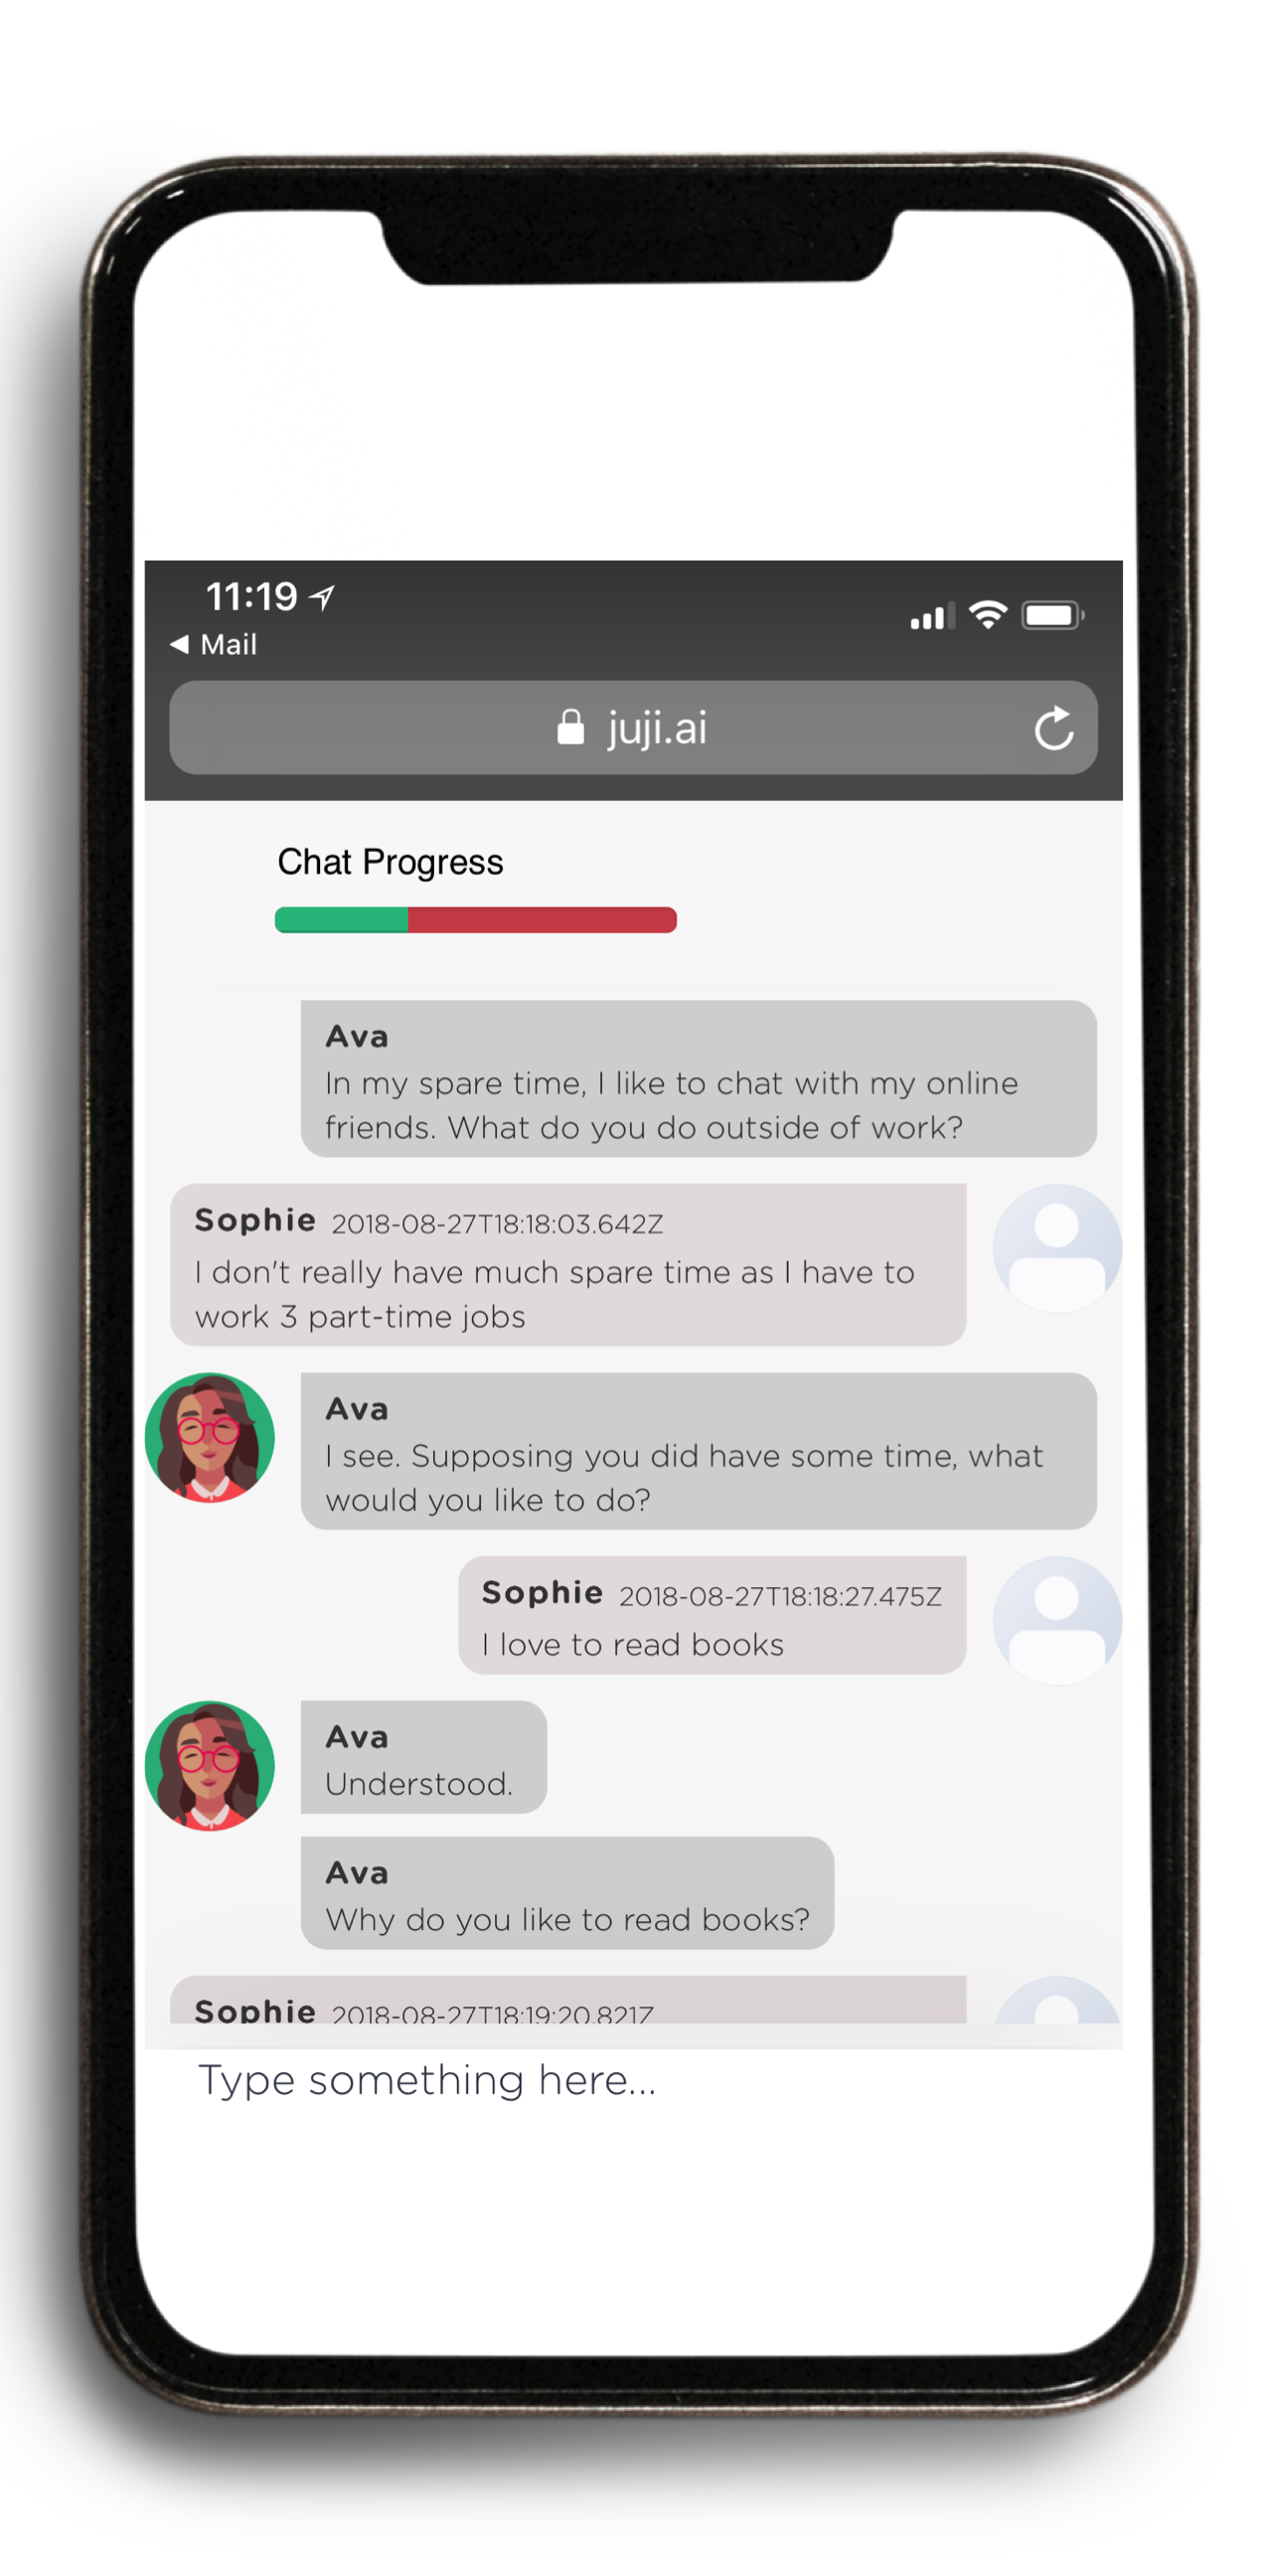 11:19
Mail
juji.ai
Chat Progress
Ava
In my spare time, I like to chat with my online
friends. What do you do outside of work?
Sophie 2018-08-27T18:18:03.642Z
I don't really have much spare time as I have to
work 3 part-time jobs
Ava
I see. Supposing you did have some time, what
would you like to do?
Sophie 2018-08-27T18:18:27.475Z
I love to read books
Ava
Understood.
Ava
Why do you like to read books?
Sophie 2018-08-27T18:19:20.821Z
Type something here...